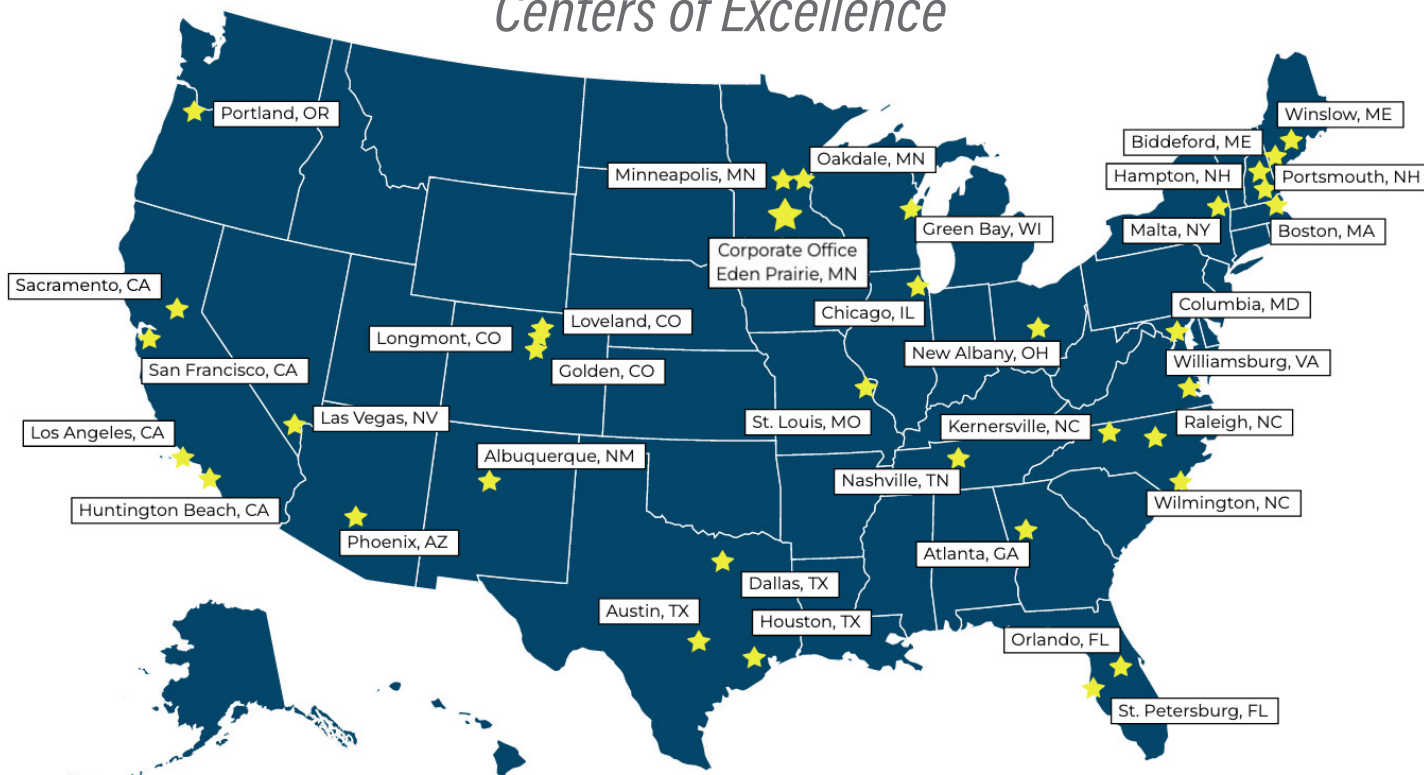 Centers of Excellence
Portland, OR
Winslow, ME
Biddeford, ME
Oakdale, MN
Minneapolis, MN
Hampton, NH
Portsmouth, NH
Green Bay, WI
Malta, NY
Boston, MA
Corporate Office
Eden Prairie, MN
Sacramento, CA
Columbia, MD
Chicago, IL
Loveland, CO
Longmont, CO
New Albany, OH
Williamsburg, VA
San Francisco, CA
Golden, CO
Las Vegas, NV
St. Louis, MO
Kernersville, NC
Raleigh, NC
Los Angeles, CA
Albuquerque, NM
Nashville, TN
Huntington Beach, CA
Wilmington, NC
Phoenix, AZ
Atlanta, GA
Dallas, TX
Austin, TX
Houston, TX
Orlando, FL
St. Petersburg, FL